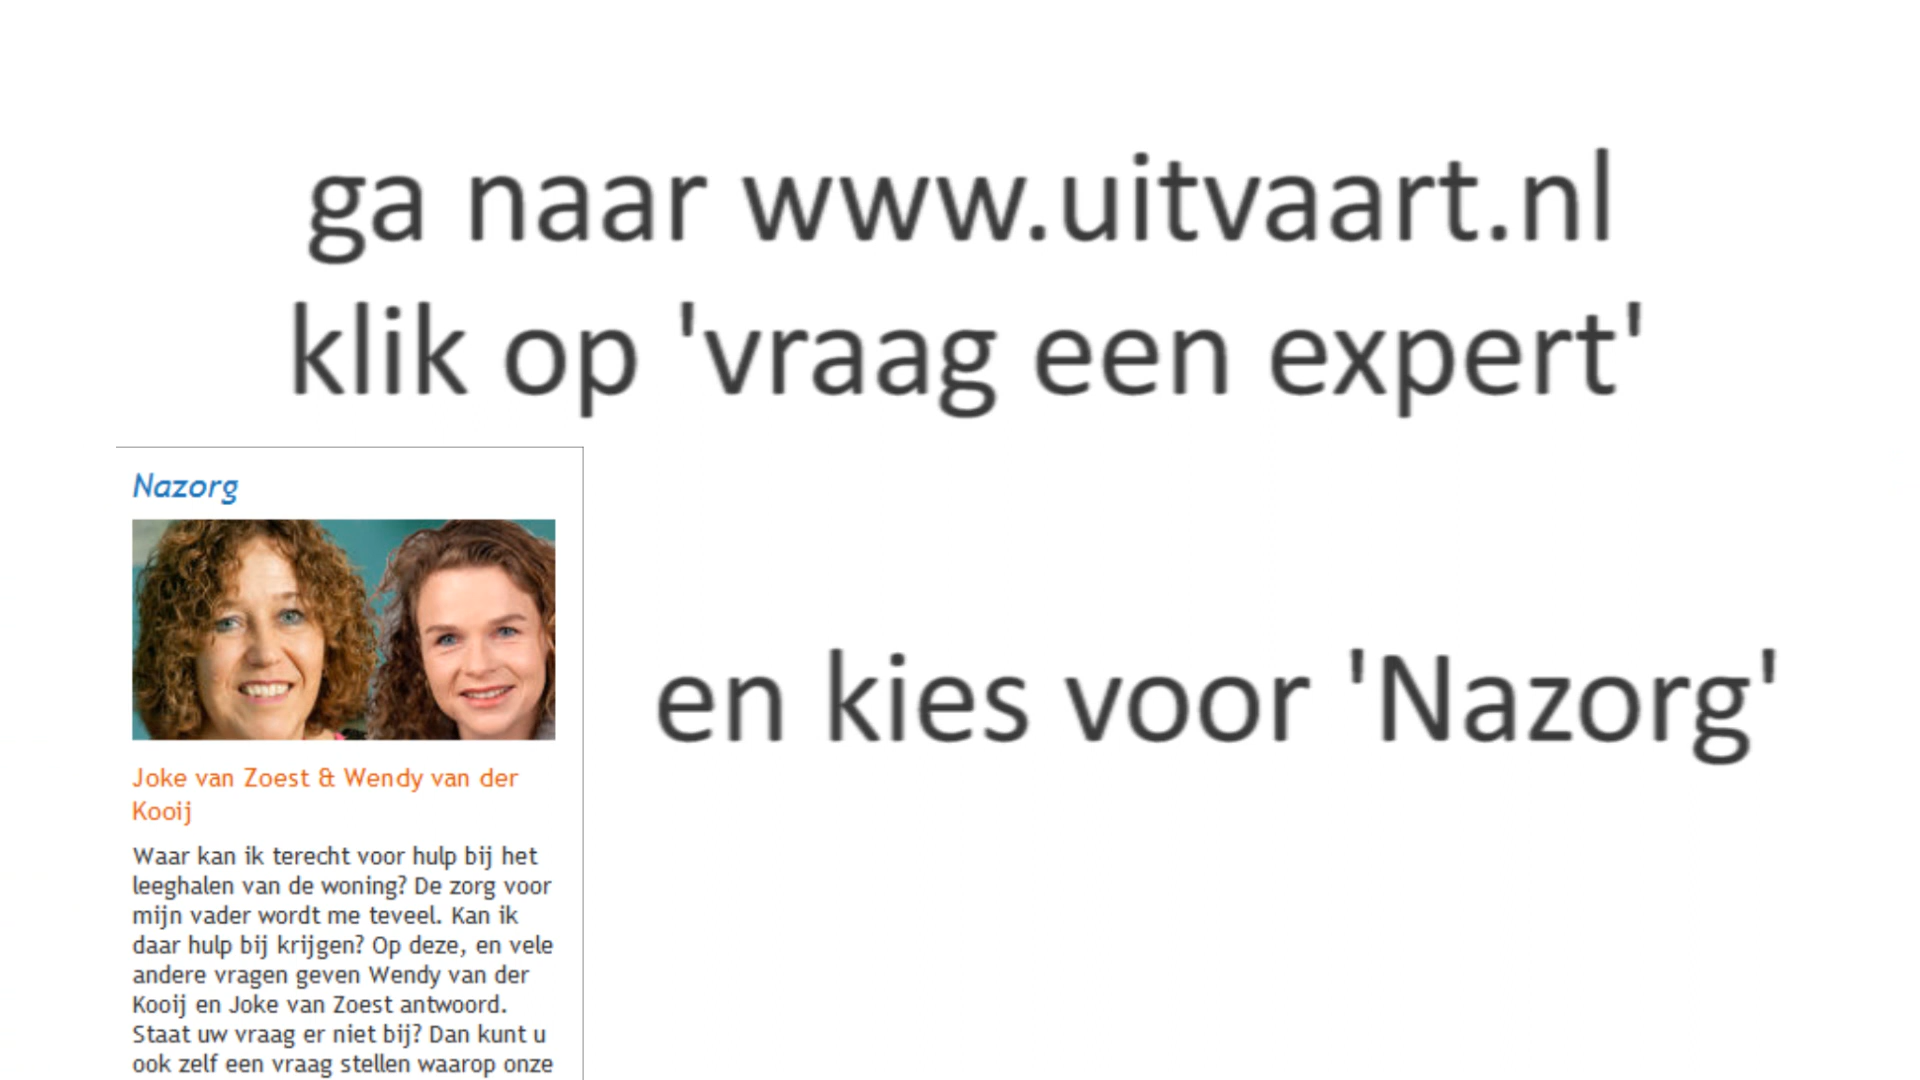 ga naar www.uitvaart.nl
klik op 'vraag een expert'
en kies voor 'Nazorg'
Nazorg
Joke van Zoest & Wendy van der
Kooij
Waar kan ik terecht voor hulp bij het
leeghalen van de woning? De zorg voor
mijn vader wordt me teveel. Kan ik
daar hulp bij krijgen? Op deze, en vele
andere vragen geven Wendy van der
Kooij en Joke van Zoest antwoord.
Staat uw vraag er niet bij? Dan kunt u
ook zelf een vraag stellen waarop onze